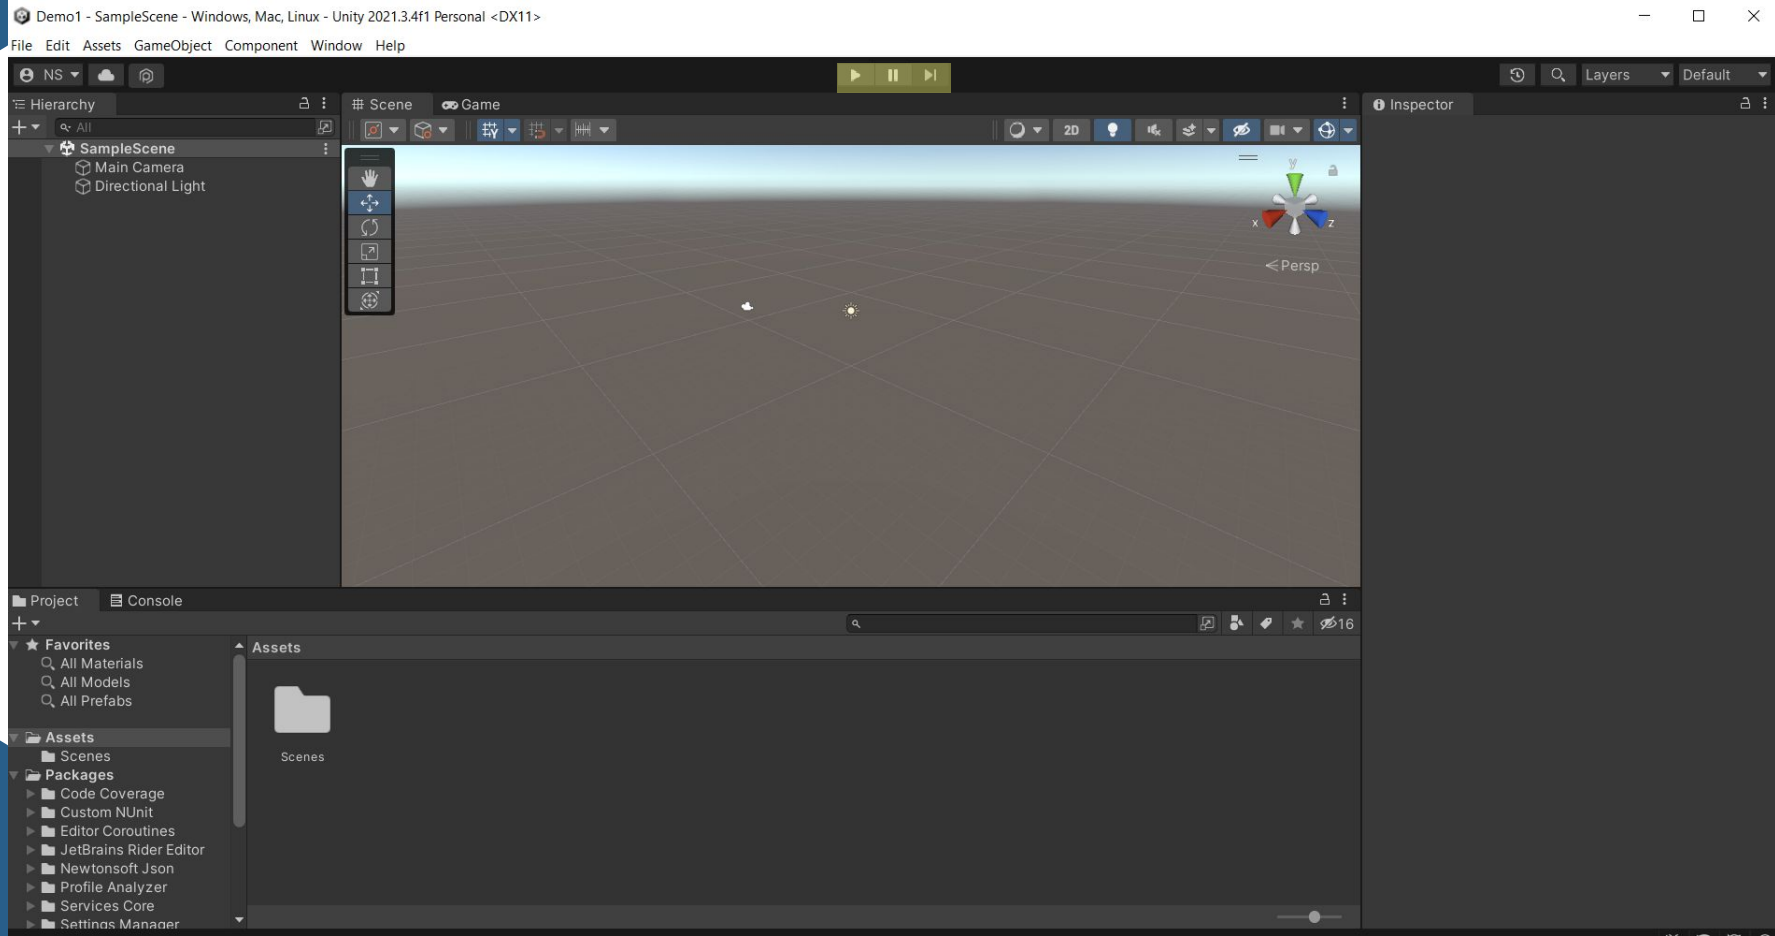 Demo1 - SampleScene - Windows, Mac, Linux - Unity 2021.3.4f1 Personal <DX11>
File Edit Assets GameObject Component Window Help
NS Layers Default
Hierarchy
All
SampleScene
Main Camera
Directional Light
Scene Game
2D
y
x z
Persp
Inspector
Project Console
16
Favorites
All Materials
All Models
All Prefabs
Assets
Scenes
Packages
Code Coverage
Custom NUnit
Editor Coroutines
JetBrains Rider Editor
Newtonsoft Json
Profile Analyzer
Services Core
Settings Manager
Assets
Scenes